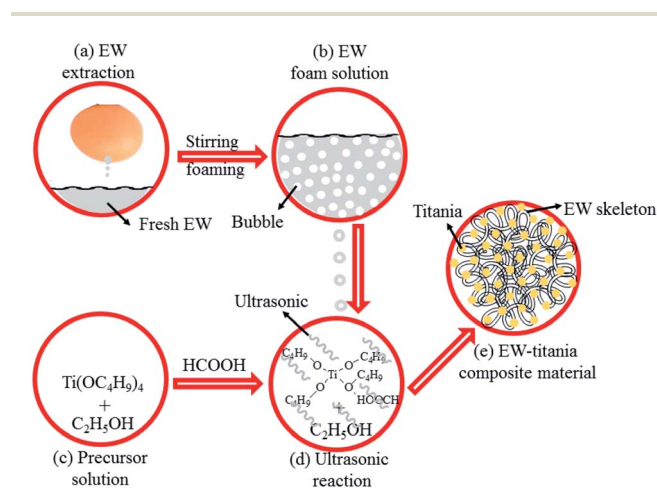 (a) EW
extraction
(b) EW
foam solution
Stirring
foaming
Fresh EW
Bubble
Titania
EW skeleton
Ultrasonic
(e) EW-titania
composite material
Ti(OC₄H₉)₄
+
C₂H₅OH
HCOOH
C₄H₉ C₄H₉
O O
Ti C₄H₉
O O
C₄H₉ HOOCH
+
C₂H₅OH
(c) Precursor
solution
(d) Ultrasonic
reaction